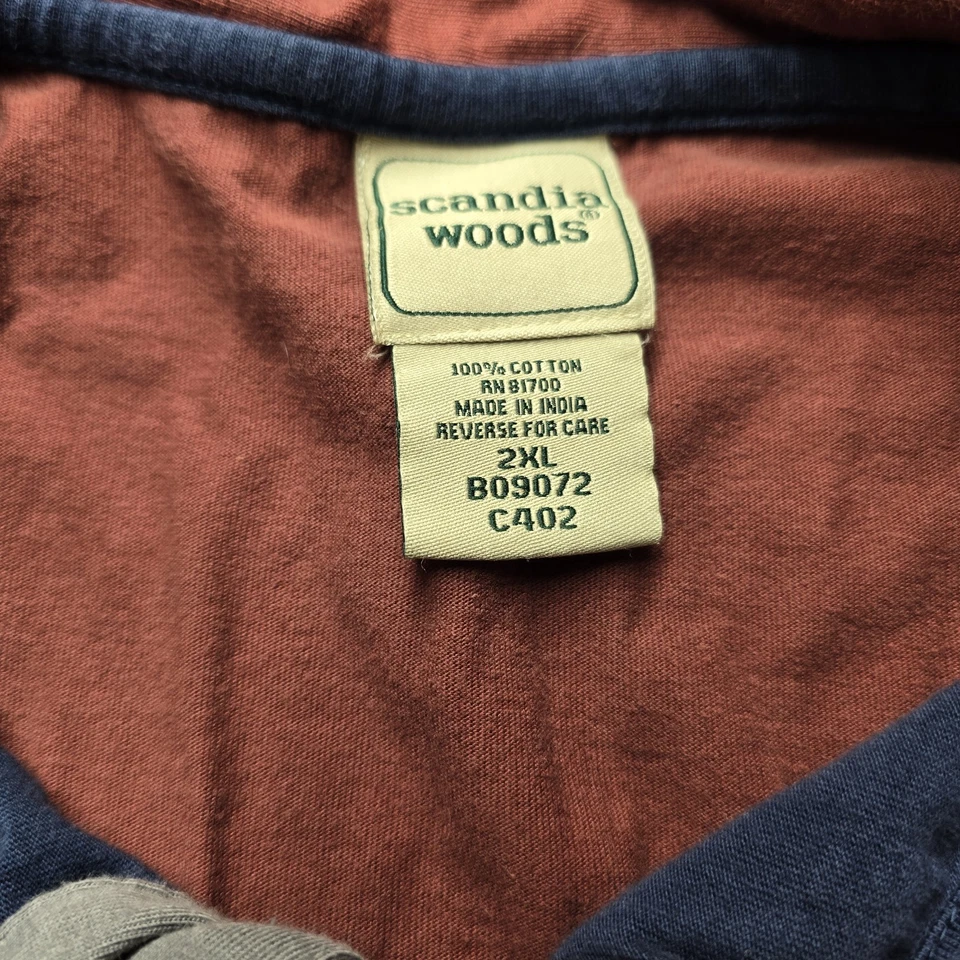 scandia
woods®
100% COTTON
RN 81700
MADE IN INDIA
REVERSE FOR CARE
2XL
B09072
C402